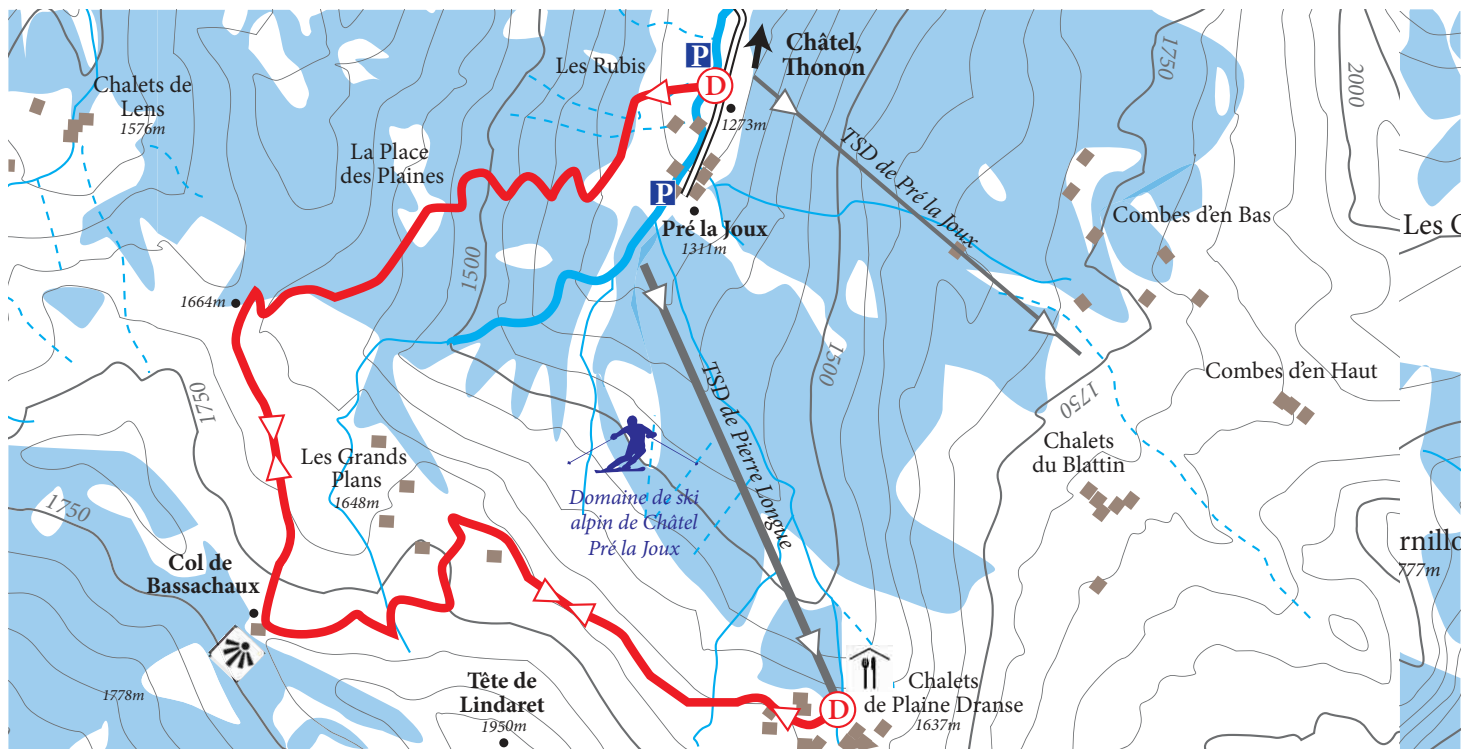 Châtel,
Thonon
1750
2000
Les Rubis
P
D
Chalets de
Lens
1576m
1273m
TSD de Pré la Joux
La Place
des Plaines
P
Pré la Joux
1311m
Combes d'en Bas
Les
1500
1664m
TSD de Pierre Longue
1500
Combes d'en Haut
1750
1750
Chalets
du Blattin
Les Grands
Plans
1648m
Domaine de ski
alpin de Châtel
Pré la Joux
1750
Col de
Bassachaux
rnillo
777m
1778m
Tête de
Lindaret
1950m
D
Chalets
de Plaine Dranse
1637m